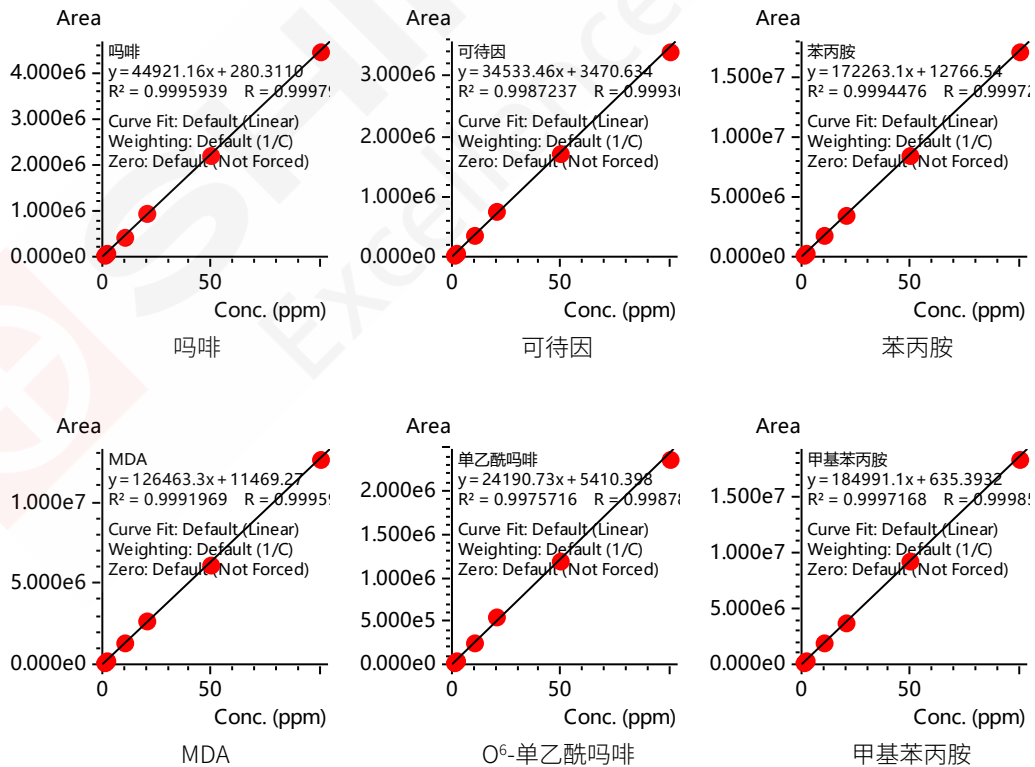 Area
吗啡
y=44921.16x+280.3110
R² = 0.9995939 R=0.9997
Curve Fit: Default (Linear)
Weighting: Default (1/C)
Zero: Default (Not Forced)
4.000e6
3.000e6
2.000e6
1.000e6
0.000e0
0
50
Conc. (ppm)
吗啡
Area
可待因
y=34533.46x+3470.634
R² = 0.9987237 R=0.9993
Curve Fit: Default (Linear)
Weighting: Default (1/C)
Zero: Default (Not Forced)
3.000e6
2.000e6
1.000e6
0.000e0
0
50
Conc. (ppm)
可待因
Area
苯丙胺
y=172263.1x+12766.54
R² = 0.9994476 R=0.9997
Curve Fit: Default (Linear)
Weighting: Default (1/C)
Zero: Default (Not Forced)
1.500e7
1.000e7
5.000e6
0.000e0
0
50
Conc. (ppm)
苯丙胺
Area
MDA
y=126463.3x+11469.27
R² = 0.9991969 R=0.9995
Curve Fit: Default (Linear)
Weighting: Default (1/C)
Zero: Default (Not Forced)
1.000e7
5.000e6
0.000e0
0
50
Conc. (ppm)
MDA
Area
单乙酰吗啡
y=24190.73x+5410.398
R² = 0.9975716 R=0.9987
Curve Fit: Default (Linear)
Weighting: Default (1/C)
Zero: Default (Not Forced)
2.000e6
1.500e6
1.000e6
5.000e5
0.000e0
0
50
Conc. (ppm)
O⁶-单乙酰吗啡
Area
甲基苯丙胺
y=184991.1x+635.3932
R² = 0.9997168 R=0.9998
Curve Fit: Default (Linear)
Weighting: Default (1/C)
Zero: Default (Not Forced)
1.500e7
1.000e7
5.000e6
0.000e0
0
50
Conc. (ppm)
甲基苯丙胺